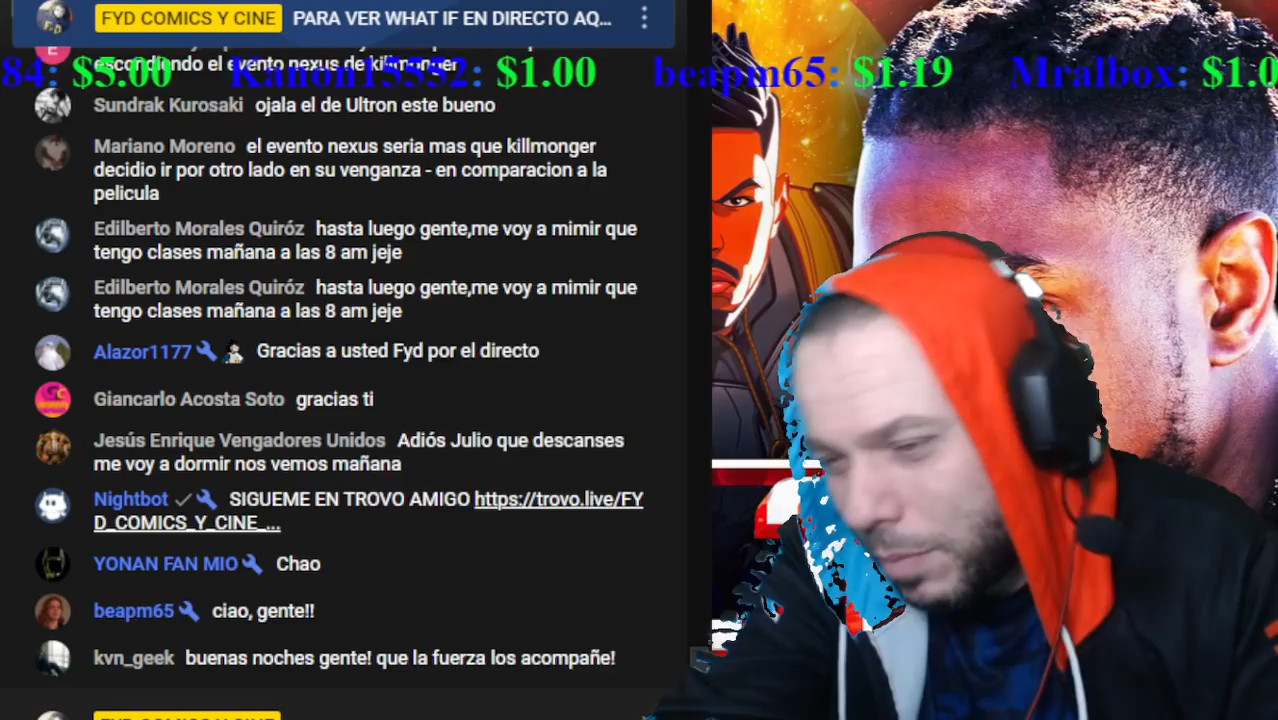 FYD COMICS Y CINE PARA VER WHAT IF EN DIRECTO AQ...
escondiendo el evento nexus de killmonger
84: $5.00 Kanon15552: $1.00 beapm65: $1.19 Mralbox: $1.0
Sundrak Kurosaki ojala el de Ultron este bueno
Mariano Moreno el evento nexus seria mas que killmonger
decidio ir por otro lado en su venganza - en comparacion a la
pelicula
Edilberto Morales Quiróz hasta luego gente,me voy a mimir que
tengo clases mañana a las 8 am jeje
Edilberto Morales Quiróz hasta luego gente,me voy a mimir que
tengo clases mañana a las 8 am jeje
Alazor1177 Gracias a usted Fyd por el directo
Giancarlo Acosta Soto gracias ti
Jesús Enrique Vengadores Unidos Adiós Julio que descanses
me voy a dormir nos vemos mañana
Nightbot SIGUEME EN TROVO AMIGO https://trovo.live/FY
D_COMICS_Y_CINE_...
YONAN FAN MIO Chao
beapm65 ciao, gente!!
kvn_geek buenas noches gente! que la fuerza los acompañe!
FYD COMICS Y CINE